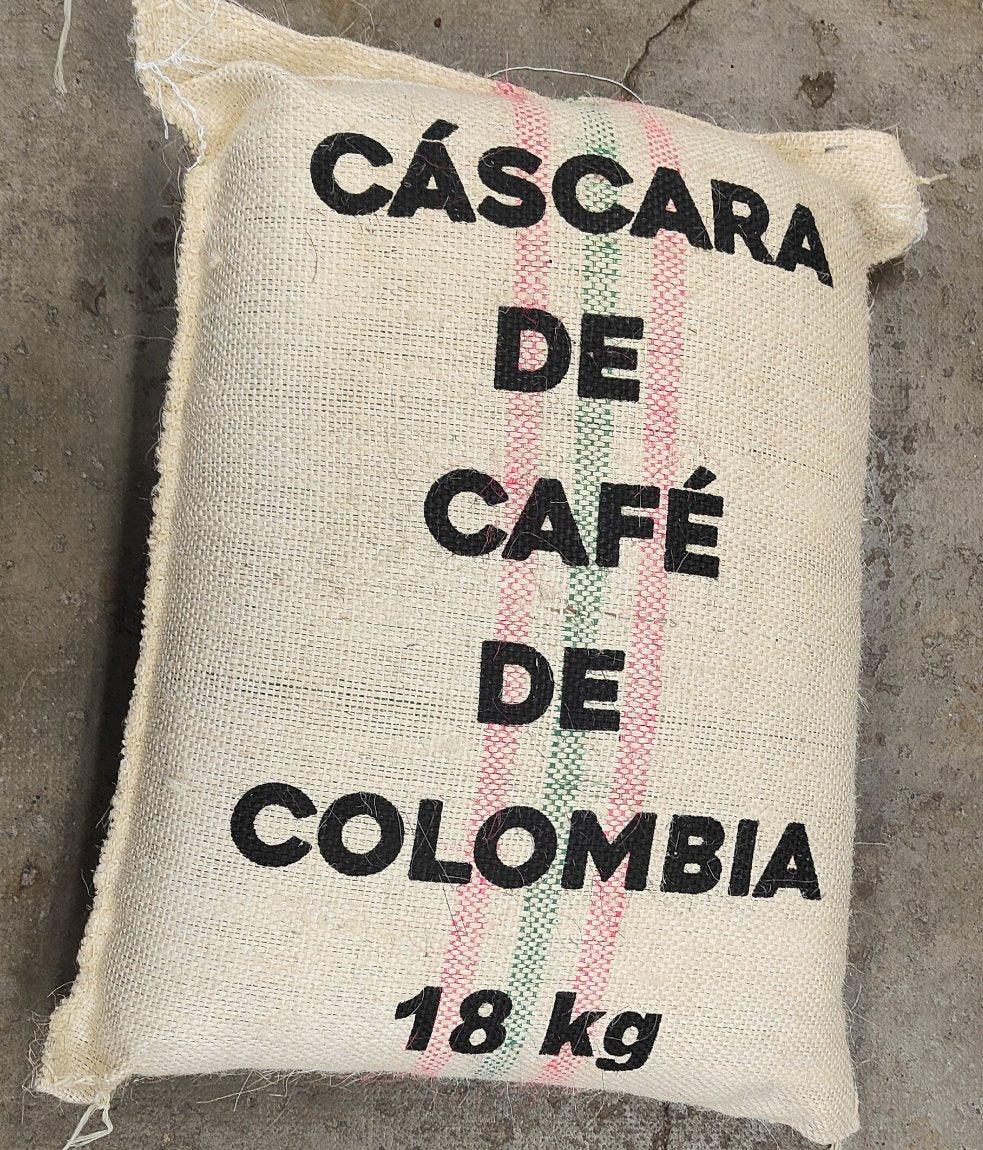 CÁSCARA
DE
CAFÉ
DE
COLOMBIA
18 kg